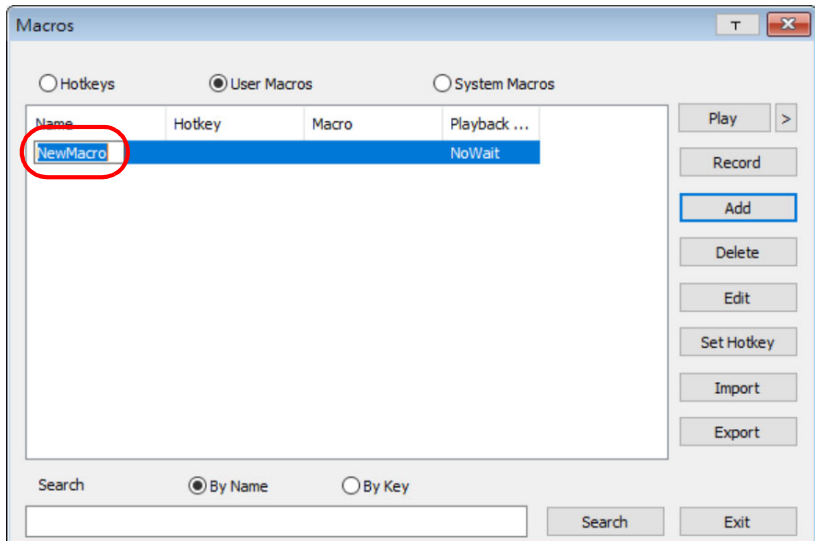 Macros T
Hotkeys User Macros System Macros
Name Hotkey Macro Playback ... Play >
NewMacro NoWait
Record
Add
Delete
Edit
Set Hotkey
Import
Export
Search By Name By Key
Search Exit